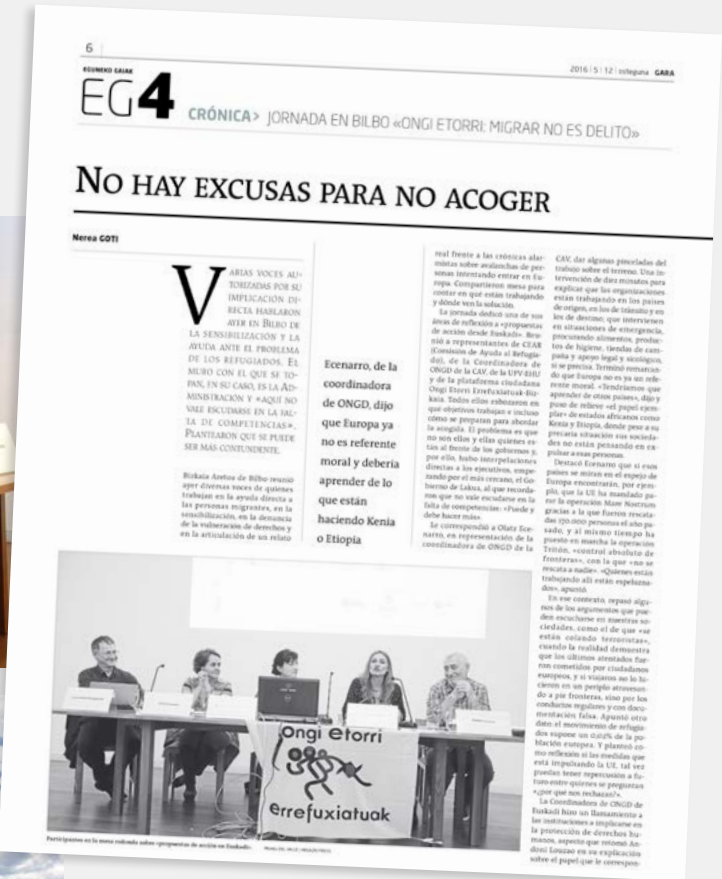 6
2016 | 5 | 12 | osteguna GARA
EGUNEKO GAIAK
EG4 CRÓNICA> JORNADA EN BILBO «ONGI ETORRI: MIGRAR NO ES DELITO»
NO HAY EXCUSAS PARA NO ACOGER
Nerea GOTI
VARIAS VOCES AU-
TORIZADAS POR SU
IMPLICACIÓN DI-
RECTA HABLARON
AYER EN BILBO DE
LA SENSIBILIZACIÓN Y LA
AYUDA ANTE EL PROBLEMA
DE LOS REFUGIADOS. EL
MURO CON EL QUE SE TO-
PAN, EN SU CASO, ES LA AD-
MINISTRACIÓN Y «AQUÍ NO
VALE ESCUDARSE EN LA FAL-
TA DE COMPETENCIAS».
PLANTEARON QUE SE PUEDE
SER MÁS CONTUNDENTE.
Bizkaia Aretoa de Bilbo reunió
ayer diversas voces de quienes
trabajan en la ayuda directa a
las personas migrantes, en la
sensibilización, en la denuncia
de la vulneración de derechos y
en la articulación de un relato
Ecenarro, de la
coordinadora
de ONGD, dijo
que Europa ya
no es referente
moral y debería
aprender de lo
que están
haciendo Kenia
o Etiopía
real frente a las crónicas alar-
mistas sobre avalanchas de per-
sonas intentando entrar en Eu-
ropa. Compartieron mesa para
contar en qué están trabajando
y dónde ven la solución.
La jornada dedicó una de sus
áreas de reflexión a «propuestas
de acción desde Euskadi». Reu-
nió a representantes de CEAR
(Comisión de Ayuda al Refugia-
do), de la Coordinadora de
ONGD de la CAV, de la UPV-EHU
y de la plataforma ciudadana
Ongi Etorri Errefuxiatuak-Biz-
kaia. Todos ellos esbozaron en
qué objetivos trabajan e incluso
cómo se preparan para abordar
la acogida. El problema es que
no son ellos y ellas quienes es-
tán al frente de los gobiernos y,
por ello, hubo interpelaciones
directas a los ejecutivos, empe-
zando por el más cercano, el Go-
bierno de Lakua, al que recorda-
ron que no vale escudarse en la
falta de competencias: «Puede y
debe hacer más».
Le correspondió a Olatz Ece-
narro, en representación de la
coordinadora de ONGD de la
CAV, dar algunas pinceladas del
trabajo sobre el terreno. Una in-
tervención de diez minutos para
explicar que las organizaciones
están trabajando en los países
de origen, en los de tránsito y en
los de destino; que intervienen
en situaciones de emergencia,
procurando alimentos, produc-
tos de higiene, tiendas de cam-
paña y apoyo legal y sicológico,
si se precisa. Terminó remarcan-
do que Europa no es ya un refe-
rente moral. «Tendríamos que
aprender de otros países», dijo y
puso de relieve «el papel ejem-
plar» de estados africanos como
Kenia y Etiopía, donde pese a su
precaria situación sus socieda-
des no están pensando en ex-
pulsar a esas personas.
Destacó Ecenarro que si esos
países se miran en el espejo de
Europa encontrarán, por ejem-
plo, que la UE ha mandado pa-
rar la operación Mare Nostrum
gracias a la que fueron rescata-
das 170.000 personas el año pa-
sado, y al mismo tiempo ha
puesto en marcha la operación
Tritón, «control absoluto de
fronteras», con la que «no se
rescata a nadie». «Quienes están
trabajando allí están espeluzna-
dos», apuntó.
En ese contexto, repasó algu-
nos de los argumentos que pue-
den escucharse en nuestras so-
ciedades, como el de que «se
están colando terroristas»,
cuando la realidad demuestra
que los últimos atentados fue-
ron cometidos por ciudadanos
europeos, y si viajaron no lo hi-
cieron en un periplo atravesan-
do a pie fronteras, sino por los
conductos regulares y con docu-
mentación falsa. Apuntó otro
dato: el movimiento de refugia-
dos supone un 0,02% de la po-
blación europea. Y planteó co-
mo reflexión si las medidas que
está impulsando la UE, tal vez
puedan tener repercusión a fu-
turo entre quienes se preguntan
«¿por qué nos rechazan?».
La Coordinadora de ONGD de
Euskadi hizo un llamamiento a
las instituciones a implicarse en
la protección de derechos hu-
manos, aspecto que retomó An-
doni Louzao en su explicación
sobre el papel que le correspon-
Ongi etorri
errefuxiatuak
Participantes en la mesa redonda sobre «propuestas de acción en Euskadi».